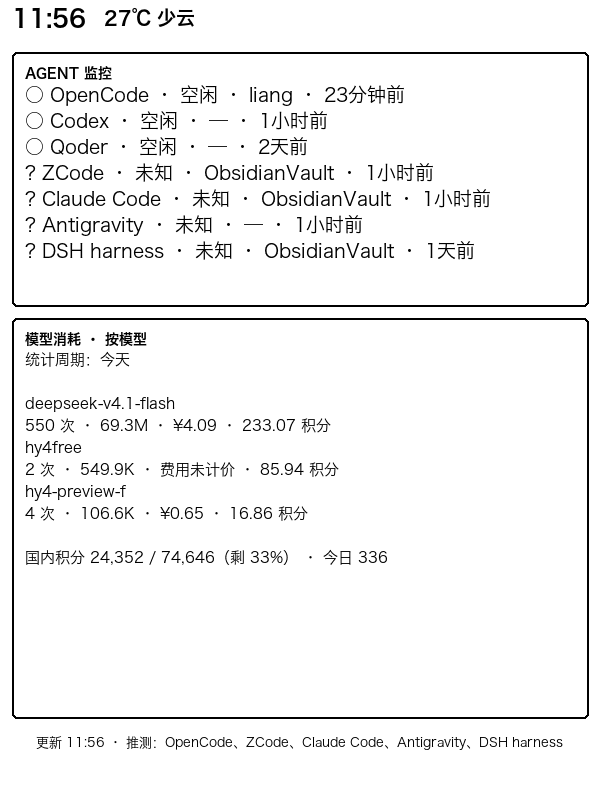 11:56 27℃ 少云
AGENT 监控
○ OpenCode · 空闲 · liang · 23分钟前
○ Codex · 空闲 · — · 1小时前
○ Qoder · 空闲 · — · 2天前
? ZCode · 未知 · ObsidianVault · 1小时前
? Claude Code · 未知 · ObsidianVault · 1小时前
? Antigravity · 未知 · — · 1小时前
? DSH harness · 未知 · ObsidianVault · 1天前
模型消耗 · 按模型
统计周期：今天
deepseek-v4.1-flash
550 次 · 69.3M · ¥4.09 · 233.07 积分
hy4free
2 次 · 549.9K · 费用未计价 · 85.94 积分
hy4-preview-f
4 次 · 106.6K · ¥0.65 · 16.86 积分
国内积分 24,352 / 74,646（剩 33%） · 今日 336
更新 11:56 · 推测：OpenCode、ZCode、Claude Code、Antigravity、DSH harness